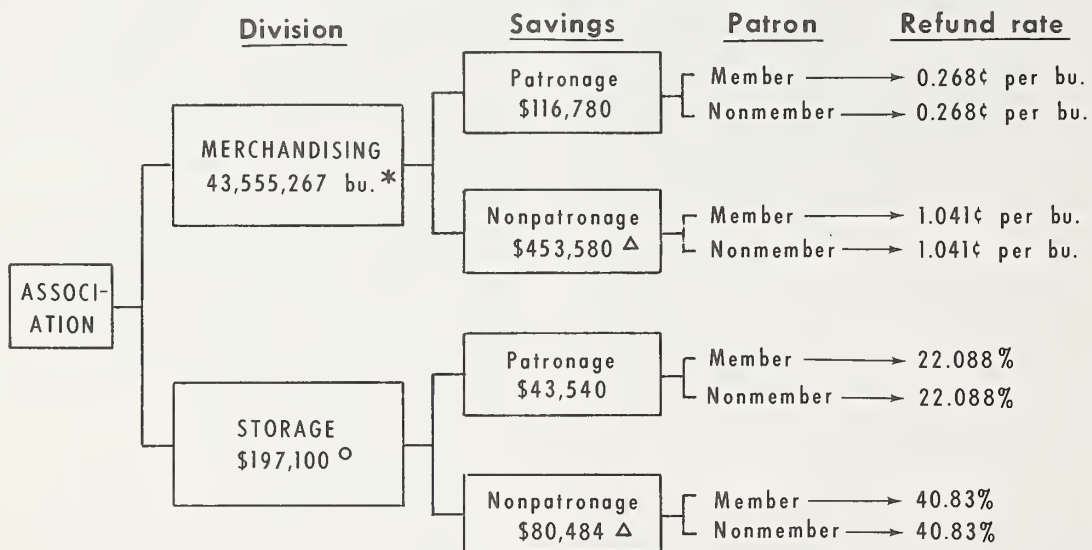 Division Savings Patron Refund rate
ASSOCI-
ATION
MERCHANDISING
43,555,267 bu. *
Patronage
$116,780
Member → 0.268¢ per bu.
Nonmember → 0.268¢ per bu.
Nonpatronage
$453,580 Δ
Member → 1.041¢ per bu.
Nonmember → 1.041¢ per bu.
STORAGE
$197,100 ○
Patronage
$43,540
Member → 22.088%
Nonmember → 22.088%
Nonpatronage
$80,484 Δ
Member → 40.83%
Nonmember → 40.83%